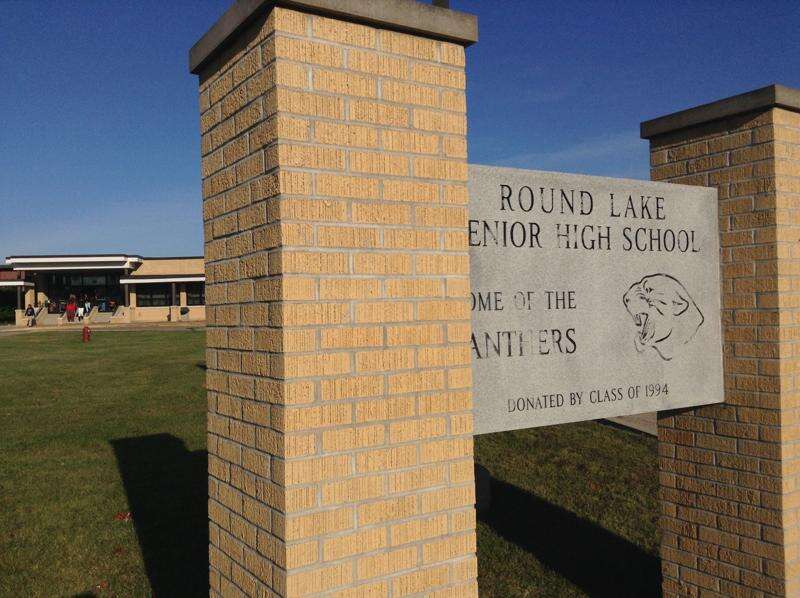 ROUND LAKE
ENIOR HIGH SCHOOL
OME OF THE
ANTHERS
DONATED BY CLASS OF 1994